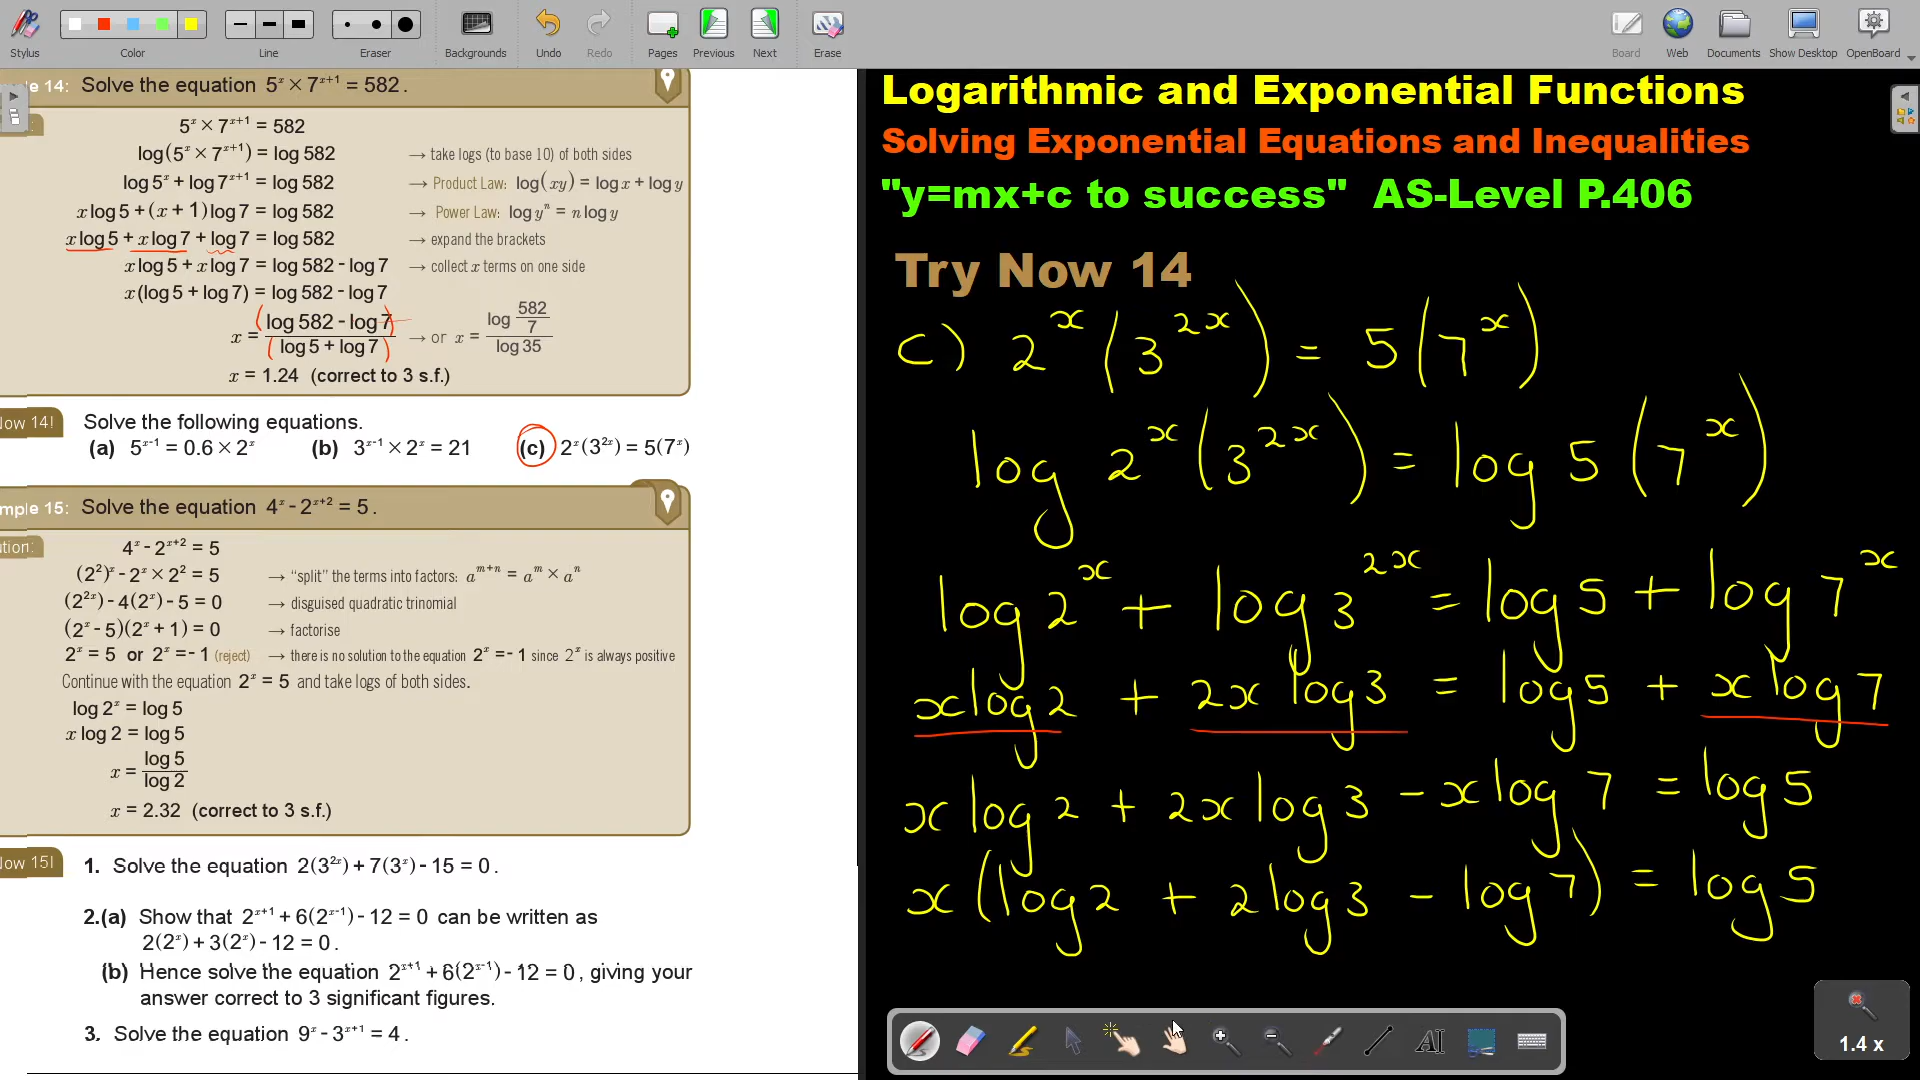 Stylus Color Line Eraser Backgrounds Undo Redo Pages Previous Next Erase Board Web Documents Show Desktop OpenBoard
e 14: Solve the equation 5ˣ × 7ˣ⁺¹ = 582.
5ˣ × 7ˣ⁺¹ = 582
log(5ˣ × 7ˣ⁺¹) = log 582 → take logs (to base 10) of both sides
log 5ˣ + log 7ˣ⁺¹ = log 582 → Product Law: log(xy) = log x + log y
x log 5 + (x + 1) log 7 = log 582 → Power Law: log yⁿ = n log y
x log 5 + x log 7 + log 7 = log 582 → expand the brackets
x log 5 + x log 7 = log 582 - log 7 → collect x terms on one side
x(log 5 + log 7) = log 582 - log 7
x = (log 582 - log 7) / (log 5 + log 7) → or x = log 582/7 / log 35
x = 1.24 (correct to 3 s.f.)
Now 14! Solve the following equations.
(a) 5ˣ⁻¹ = 0.6 × 2ˣ (b) 3ˣ⁻¹ × 2ˣ = 21 (c) 2ˣ(3²ˣ) = 5(7ˣ)
mple 15: Solve the equation 4ˣ - 2ˣ⁺² = 5.
ution: 4ˣ - 2ˣ⁺² = 5
(2²)ˣ - 2ˣ × 2² = 5 → "split" the terms into factors: aᵐ⁺ⁿ = aᵐ × aⁿ
(2²ˣ) - 4(2ˣ) - 5 = 0 → disguised quadratic trinomial
(2ˣ - 5)(2ˣ + 1) = 0 → factorise
2ˣ = 5 or 2ˣ = - 1 (reject) → there is no solution to the equation 2ˣ = - 1 since 2ˣ is always positive
Continue with the equation 2ˣ = 5 and take logs of both sides.
log 2ˣ = log 5
x log 2 = log 5
x = log 5 / log 2
x = 2.32 (correct to 3 s.f.)
Now 15! 1. Solve the equation 2(3²ˣ) + 7(3ˣ) - 15 = 0.
2.(a) Show that 2ˣ⁺¹ + 6(2ˣ⁻¹) - 12 = 0 can be written as
2(2ˣ) + 3(2ˣ) - 12 = 0.
(b) Hence solve the equation 2ˣ⁺¹ + 6(2ˣ⁻¹) - 12 = 0, giving your
answer correct to 3 significant figures.
3. Solve the equation 9ˣ - 3ˣ⁺¹ = 4.
Logarithmic and Exponential Functions
Solving Exponential Equations and Inequalities
"y=mx+c to success" AS-Level P.406
Try Now 14
c) 2ˣ(3²ˣ) = 5(7ˣ)
log 2ˣ(3²ˣ) = log 5(7ˣ)
log 2ˣ + log 3²ˣ = log 5 + log 7ˣ
x log 2 + 2x log 3 = log 5 + x log 7
x log 2 + 2x log 3 - x log 7 = log 5
x(log 2 + 2 log 3 - log 7) = log 5
AI
1.4 x